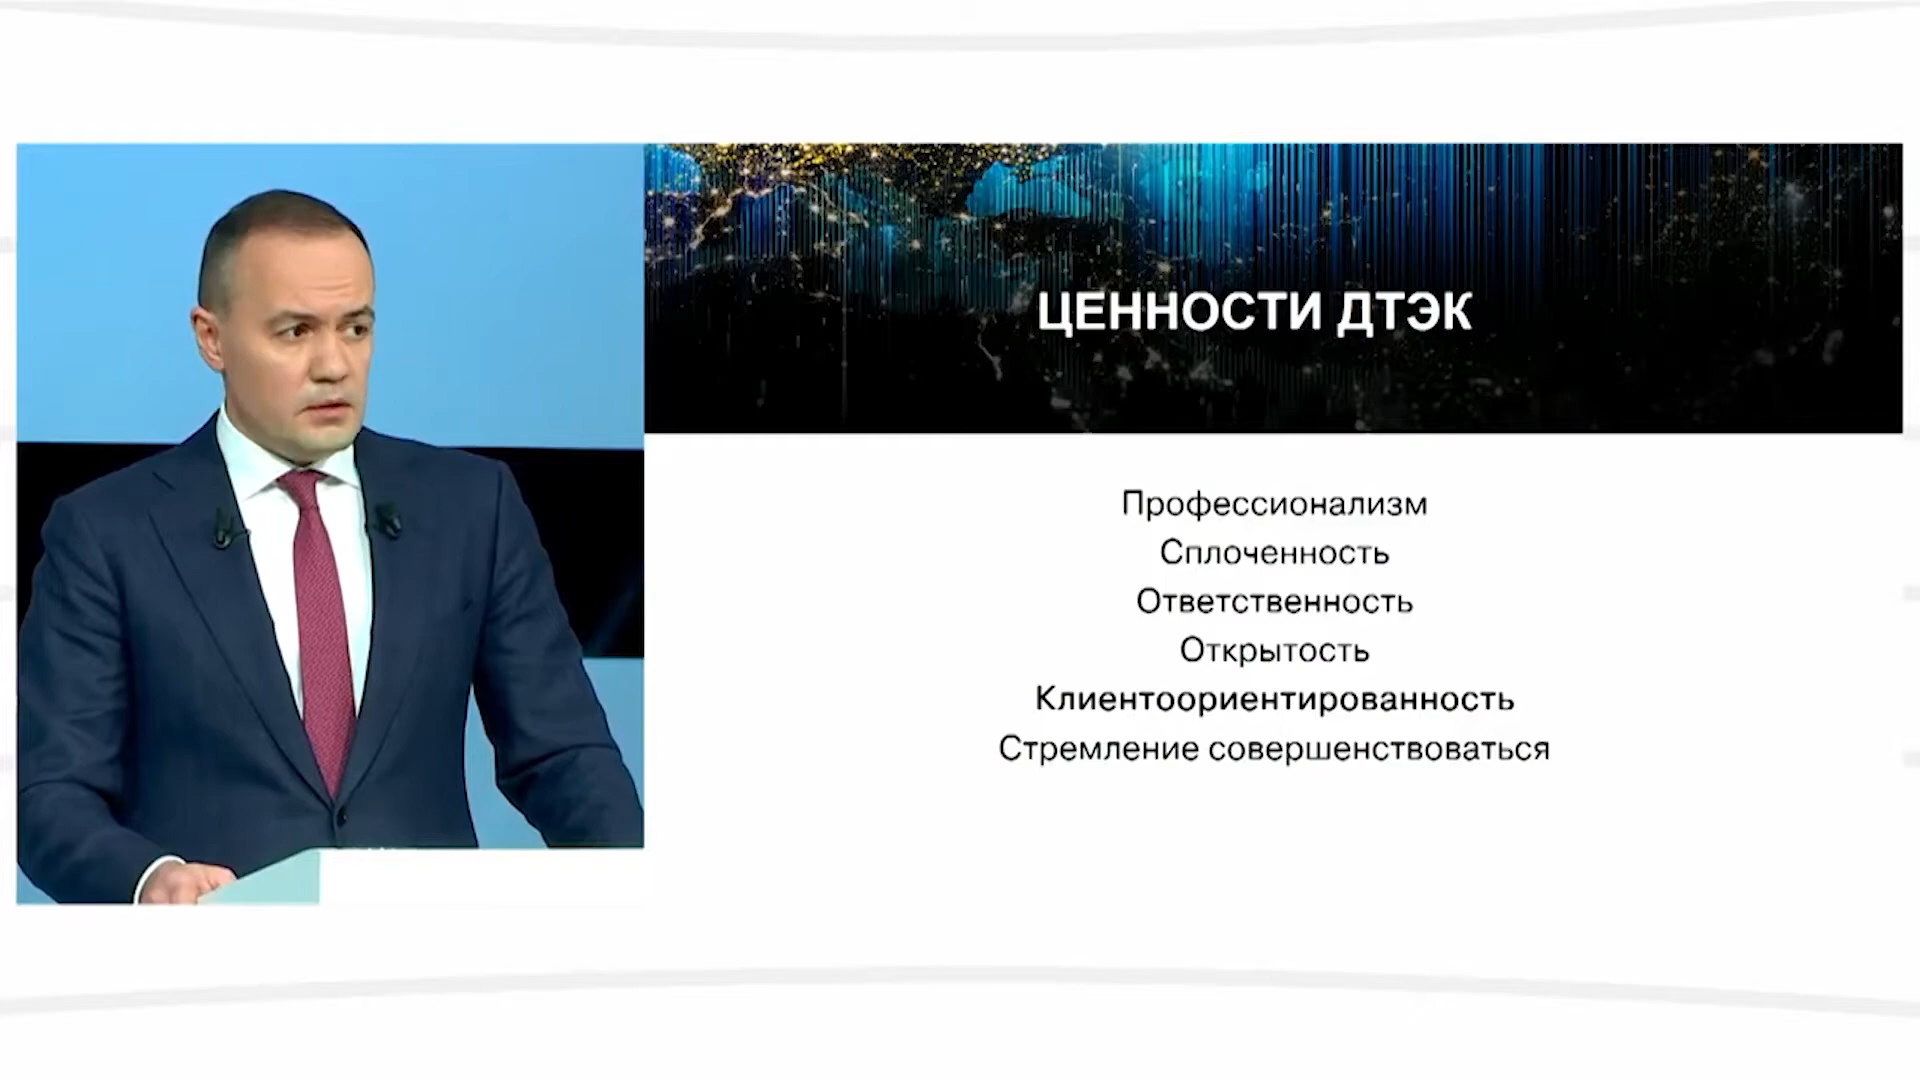 ЦЕННОСТИ ДТЭК
Профессионализм
Сплоченность
Ответственность
Открытость
Клиентоориентированность
Стремление совершенствоваться